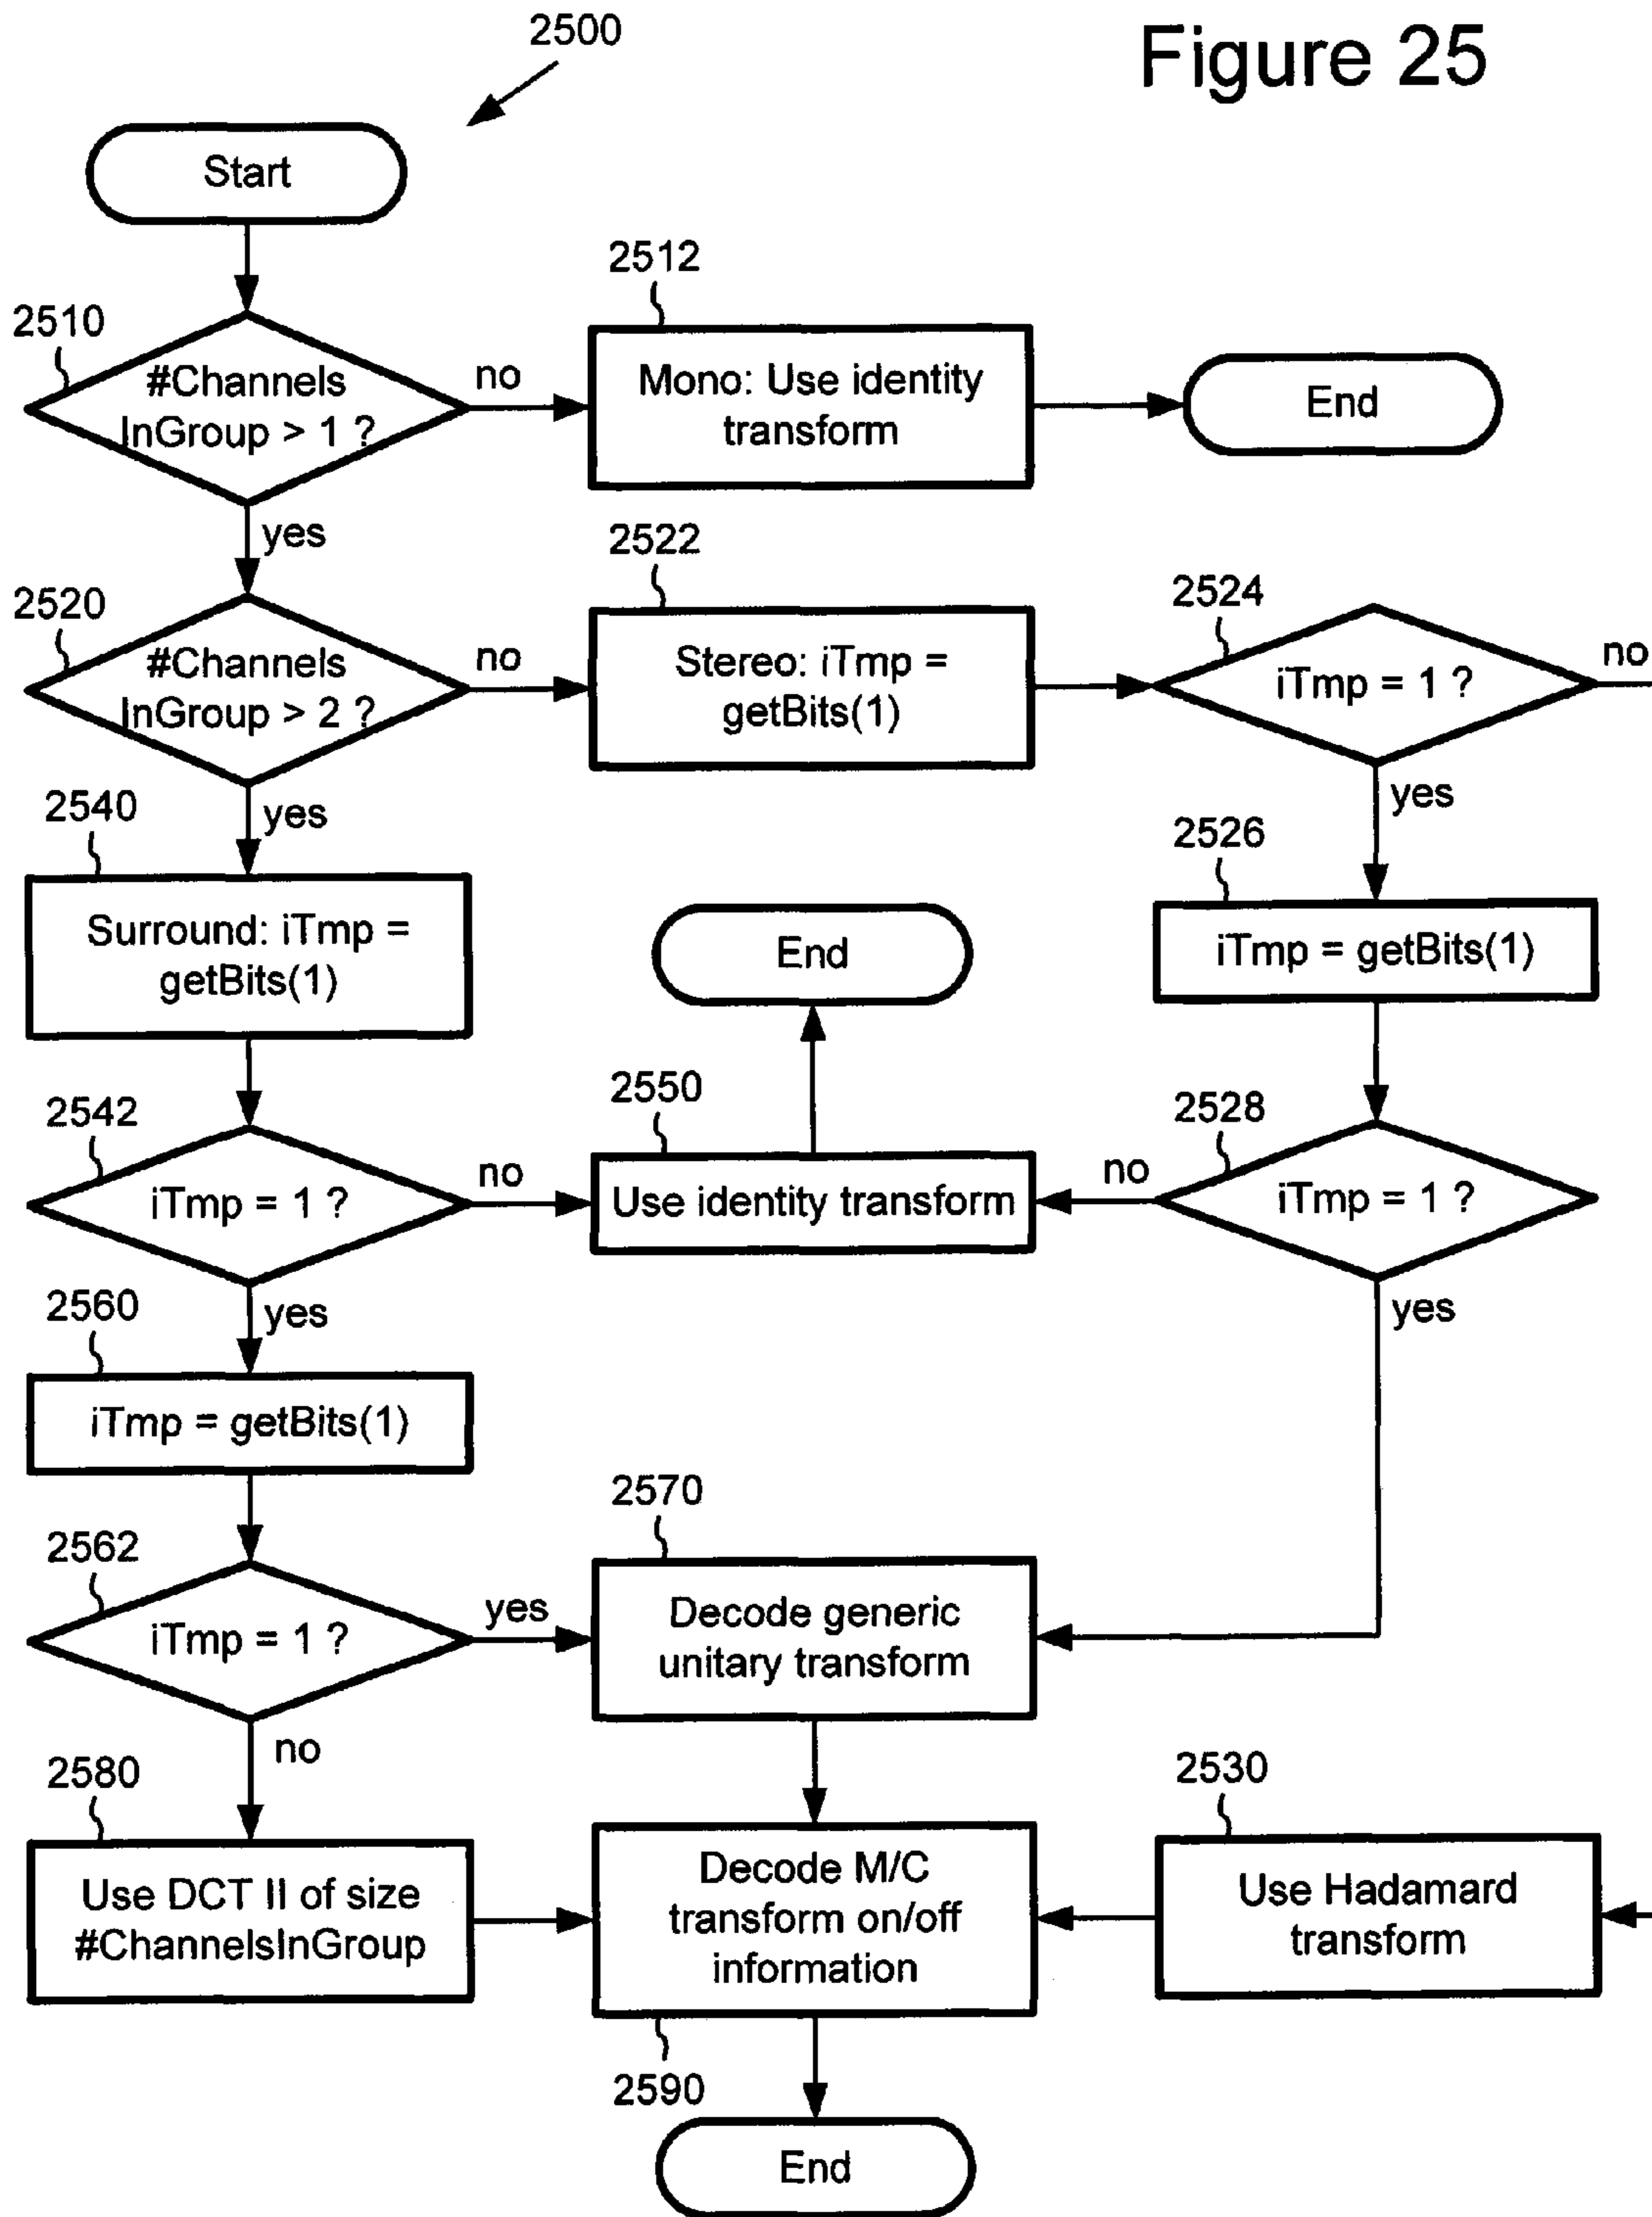 Figure 25
2500
Start
2510
#Channels
InGroup > 1 ?
no
yes
2512
Mono: Use identity
transform
End
2520
#Channels
InGroup > 2 ?
no
yes
2522
Stereo: iTmp =
getBits(1)
2524
iTmp = 1 ?
no
yes
2526
iTmp = getBits(1)
2528
iTmp = 1 ?
no
yes
2540
Surround: iTmp =
getBits(1)
2542
iTmp = 1 ?
no
yes
2550
Use identity transform
End
2560
iTmp = getBits(1)
2562
iTmp = 1 ?
yes
no
2570
Decode generic
unitary transform
2580
Use DCT II of size
#ChannelsInGroup
Decode M/C
transform on/off
information
2590
2530
Use Hadamard
transform
End